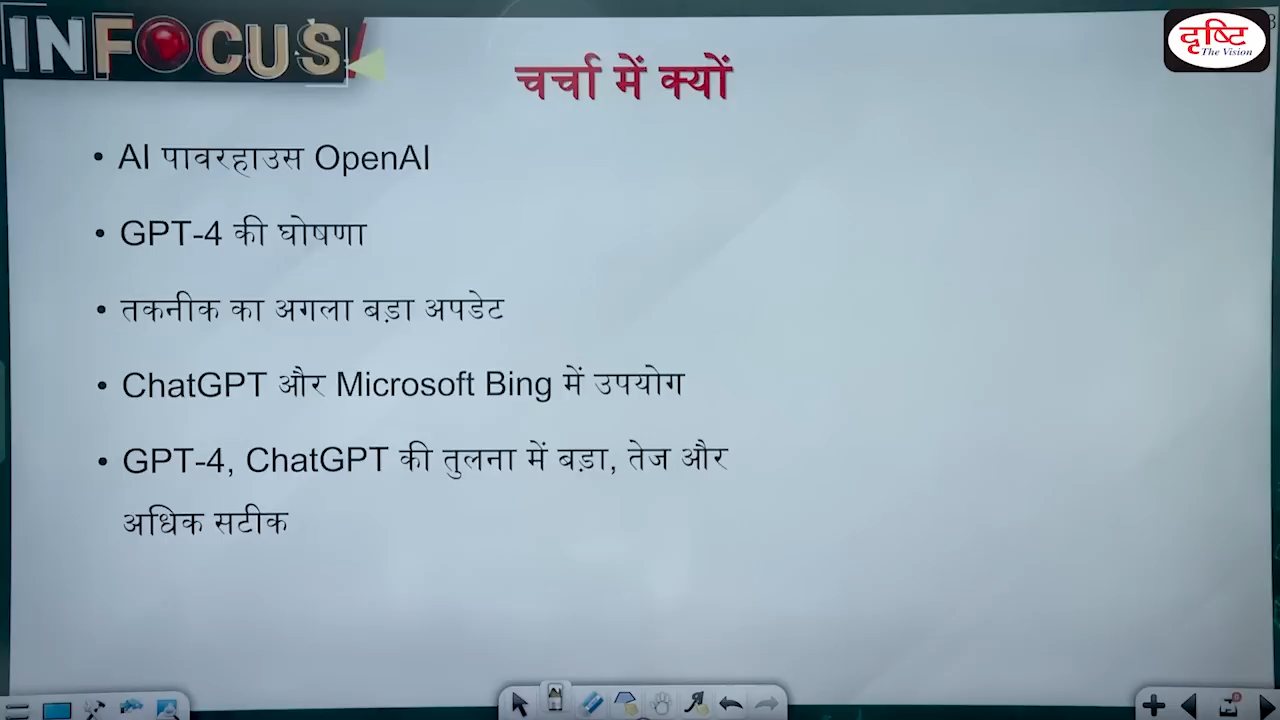 INFOCUS!
दृष्टि
The Vision
चर्चा में क्यों
• AI पावरहाउस OpenAI
• GPT-4 की घोषणा
• तकनीक का अगला बड़ा अपडेट
• ChatGPT और Microsoft Bing में उपयोग
• GPT-4, ChatGPT की तुलना में बड़ा, तेज और
अधिक सटीक